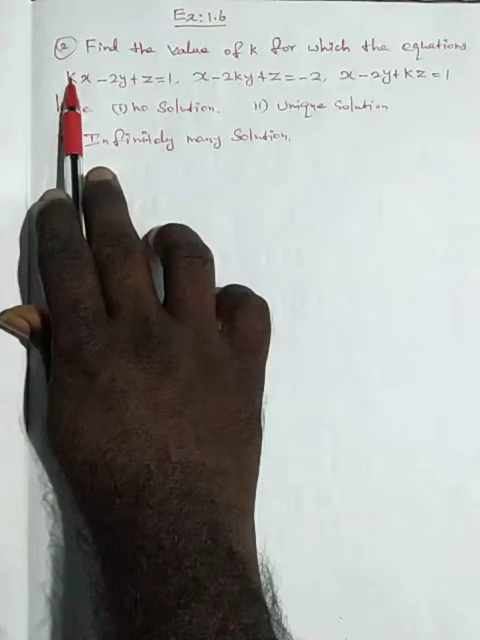 Ex: 1.6
② Find the value of k for which the equations
kx - 2y + z = 1, x - 2ky + z = -2, x - 2y + kz = 1
(I) no Solution. II) Unique Solution
Infinitely many Solution.